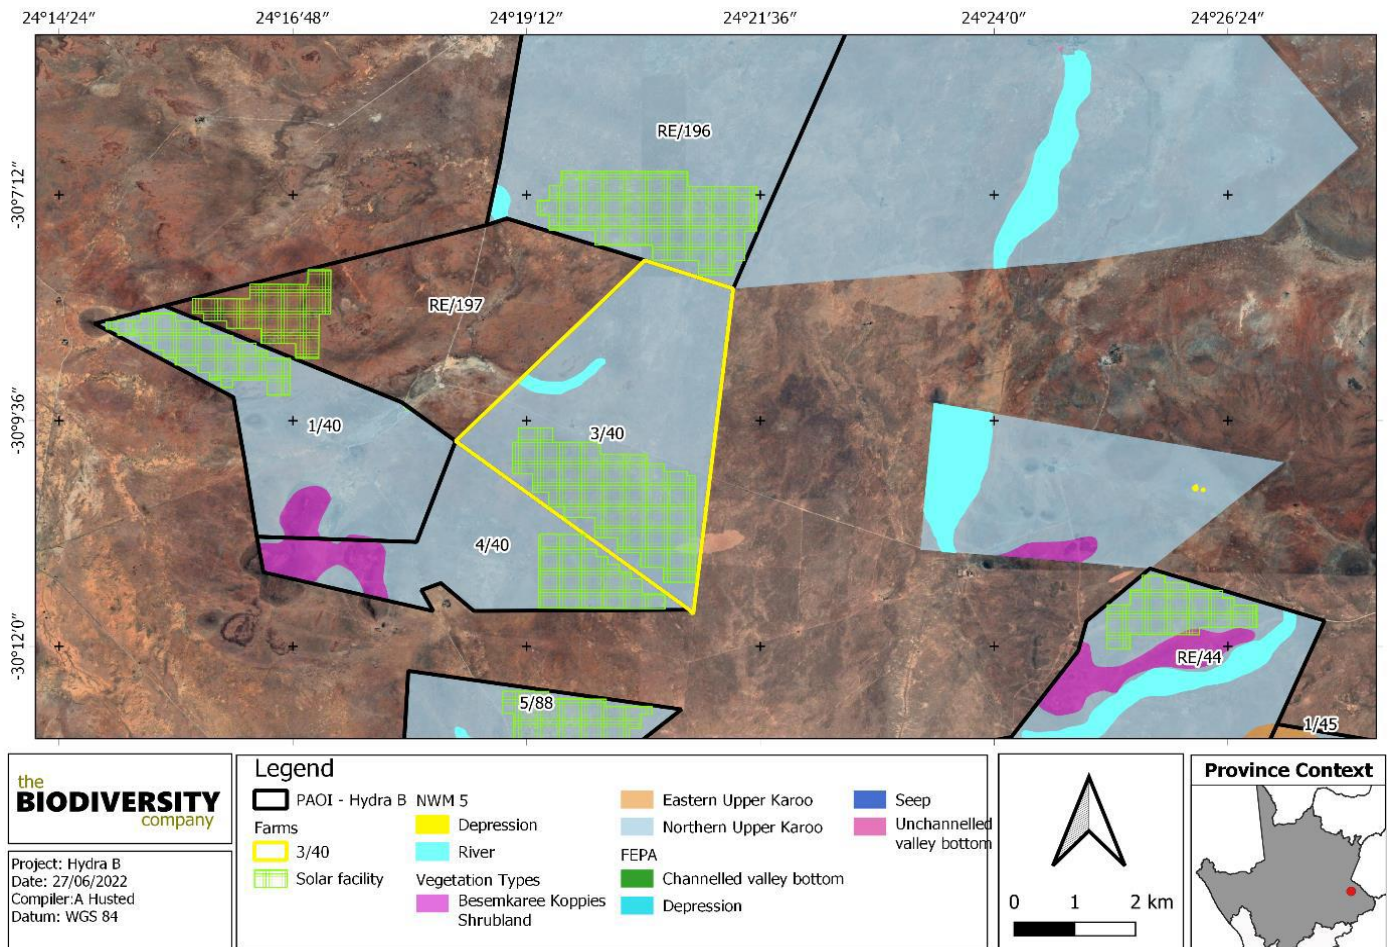 24°14′24″ 24°16′48″ 24°19′12″ 24°21′36″ 24°24′0″ 24°26′24″
-30°7′12″
-30°9′36″
-30°12′0″
RE/196
RE/197
1/40
3/40
4/40
5/88
RE/44
1/45
the
BIODIVERSITY
company
Project: Hydra B
Date: 27/06/2022
Compiler:A Husted
Datum: WGS 84
Legend
PAOI - Hydra B
Farms
3/40
Solar facility
NWM 5
Depression
River
Vegetation Types
Besemkaree Koppies
Shrubland
Eastern Upper Karoo
Northern Upper Karoo
FEPA
Channelled valley bottom
Depression
Seep
Unchannelled
valley bottom
0 1 2 km
Province Context